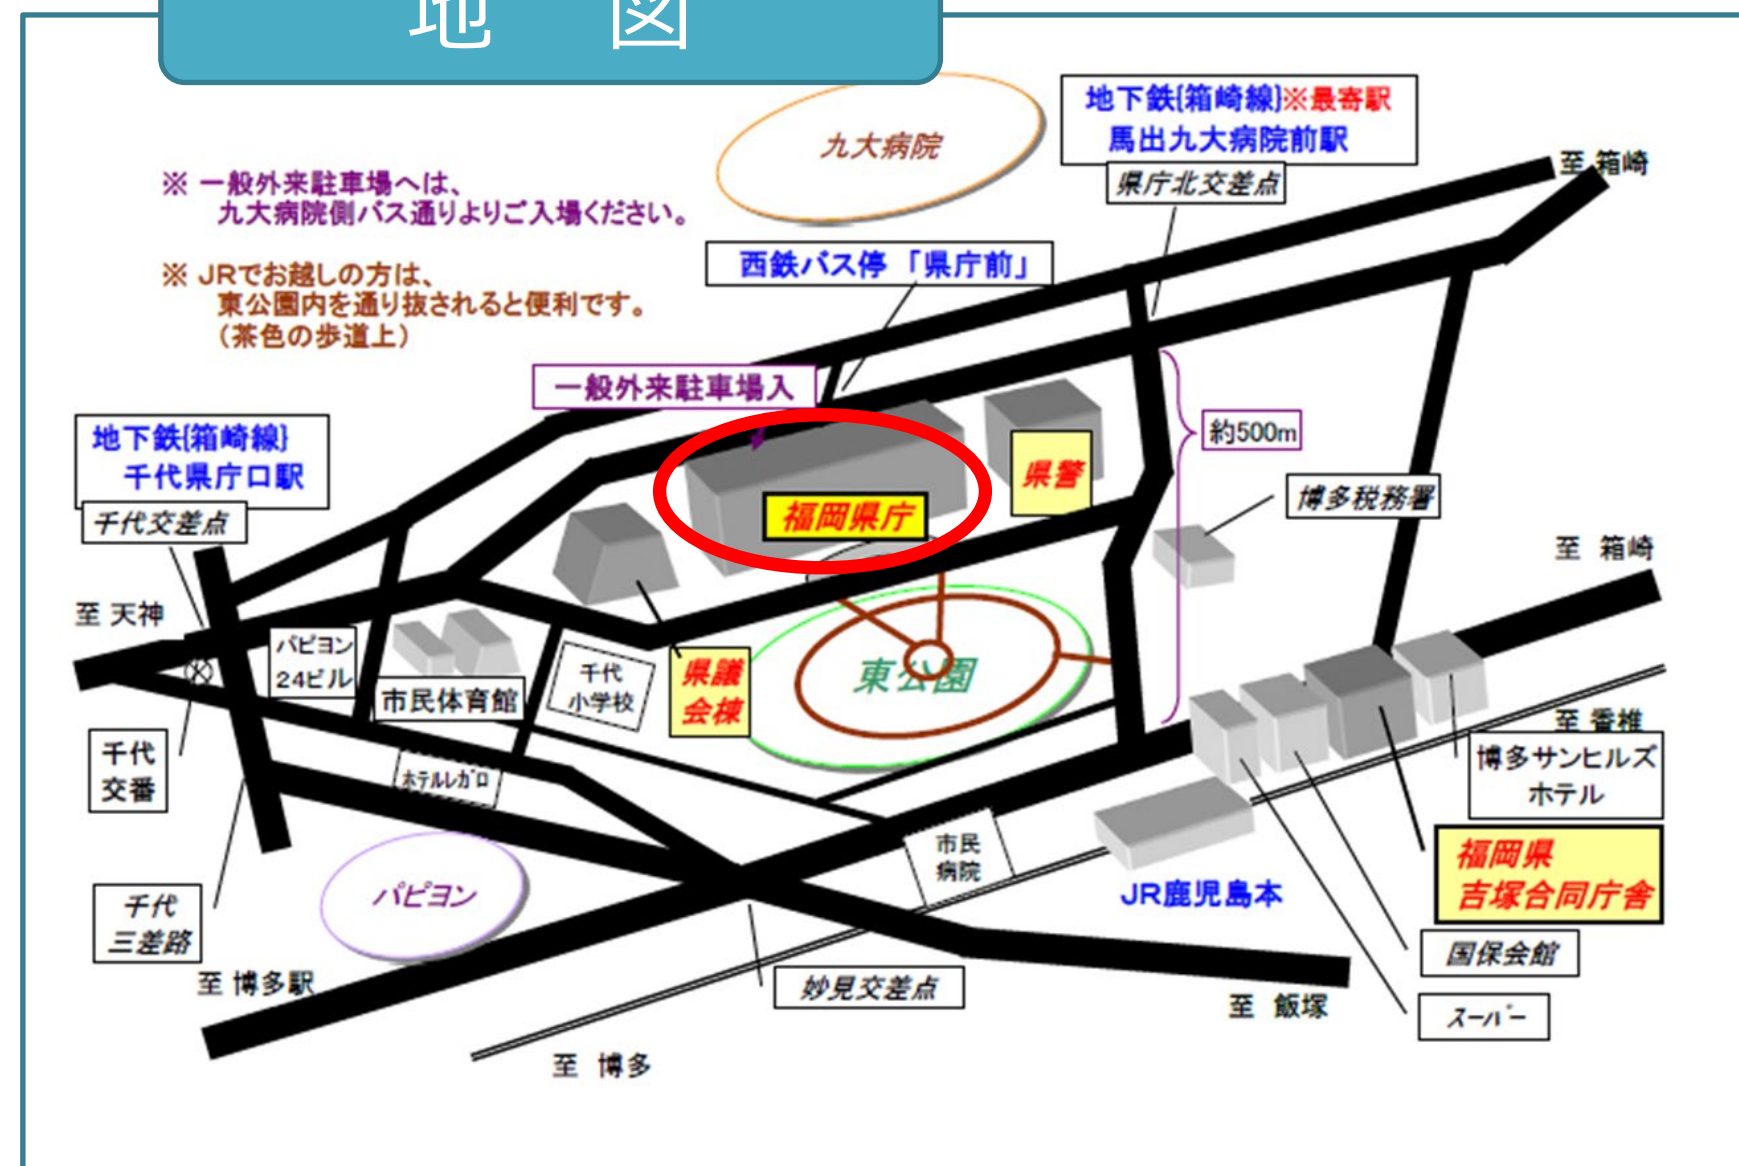 地　図
地下鉄{箱崎線}※最寄駅
馬出九大病院前駅
九大病院
県庁北交差点
至 箱崎
※ 一般外来駐車場へは、
九大病院側バス通りよりご入場ください。
西鉄バス停 「県庁前」
※ JRでお越しの方は、
東公園内を通り抜されると便利です。
（茶色の歩道上）
一般外来駐車場入
地下鉄{箱崎線}
千代県庁口駅
千代交差点
約500m
県警
博多税務署
福岡県庁
至 箱崎
至 天神
パピヨン
24ビル
市民体育館
千代
小学校
県議
会棟
東公園
至 香椎
千代
交番
ホテルレガロ
博多サンヒルズ
ホテル
市民
病院
福岡県
吉塚合同庁舎
JR鹿児島本
パピヨン
千代
三差路
国保会館
至 博多駅
妙見交差点
至 飯塚
スーパー
至 博多